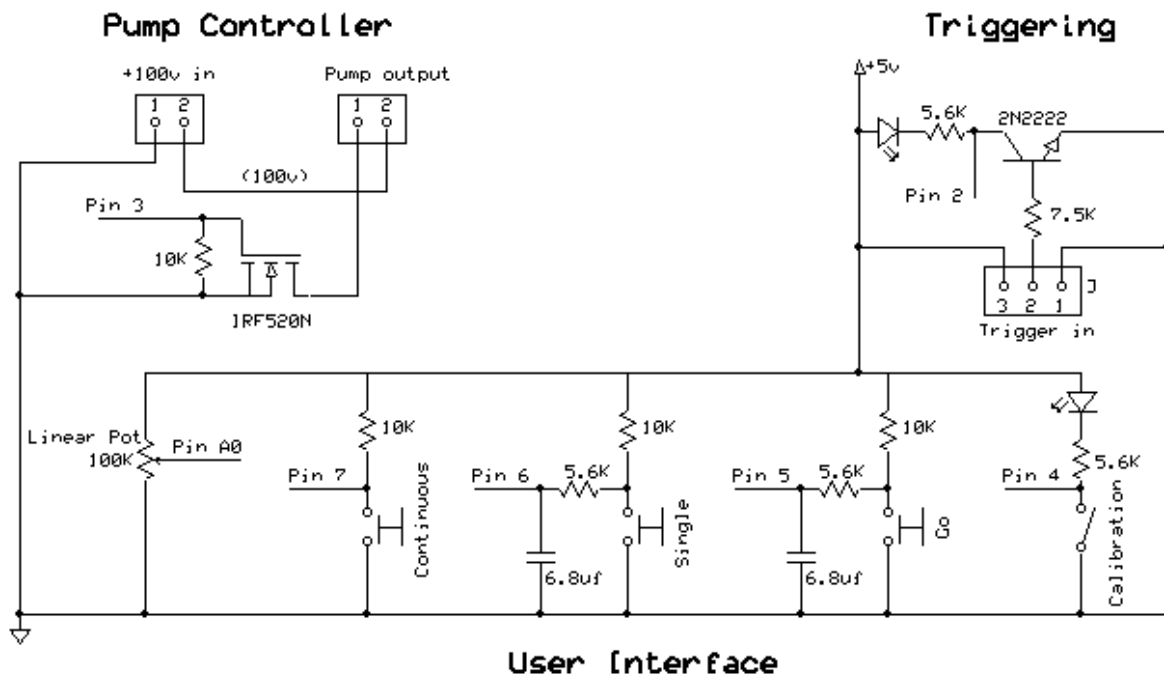 Pump Controller
Triggering
+100v in
Pump output
1 2
1 2
(100v)
Pin 3
10K
IRF520N
+5v
5.6K
2N2222
Pin 2
7.5K
J
3 2 1
Trigger in
Linear Pot
100K
Pin A0
10K
Pin 7
Continuous
10K
Pin 6
5.6K
6.8uf
Single
10K
Pin 5
5.6K
6.8uf
Go
Pin 4
5.6K
Calibration
User Interface